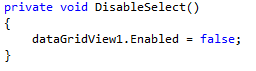 private void DisableSelect()
{
    dataGridView1.Enabled = false;
}